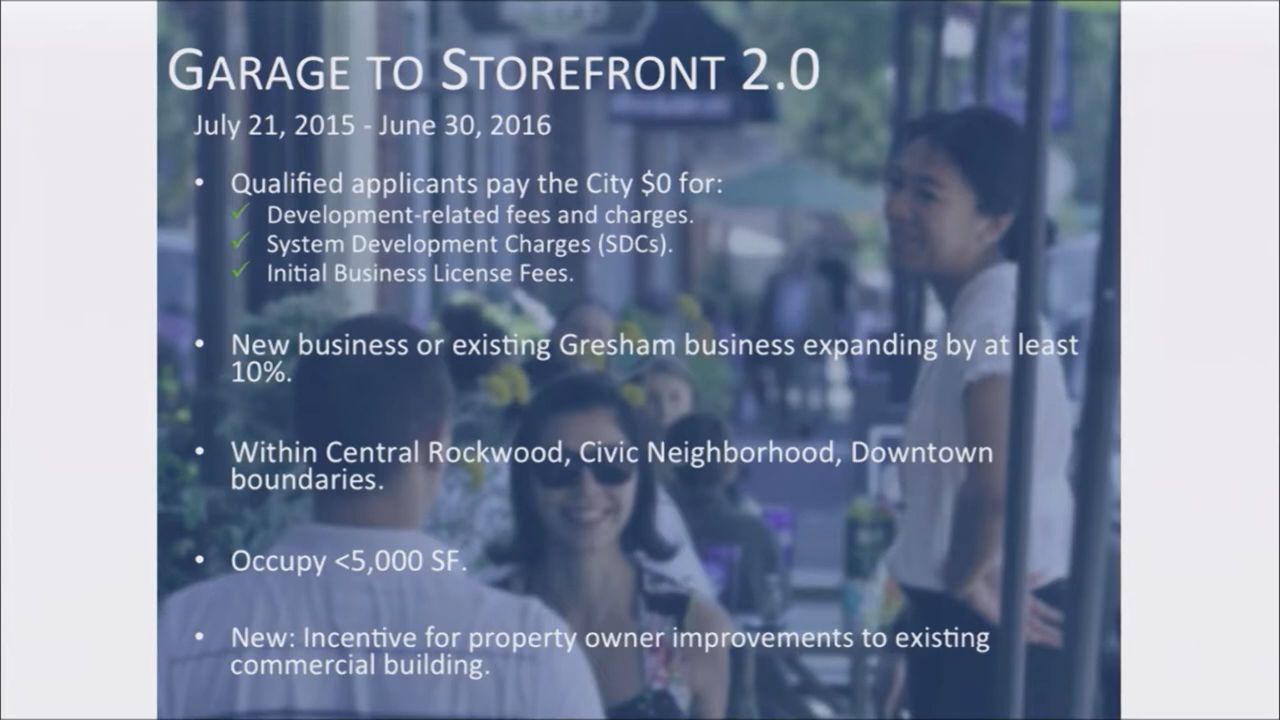 GARAGE TO STOREFRONT 2.0
July 21, 2015 - June 30, 2016
• Qualified applicants pay the City $0 for:
✓ Development-related fees and charges.
✓ System Development Charges (SDCs).
✓ Initial Business License Fees.
• New business or existing Gresham business expanding by at least
10%.
• Within Central Rockwood, Civic Neighborhood, Downtown
boundaries.
• Occupy <5,000 SF.
• New: Incentive for property owner improvements to existing
commercial building.